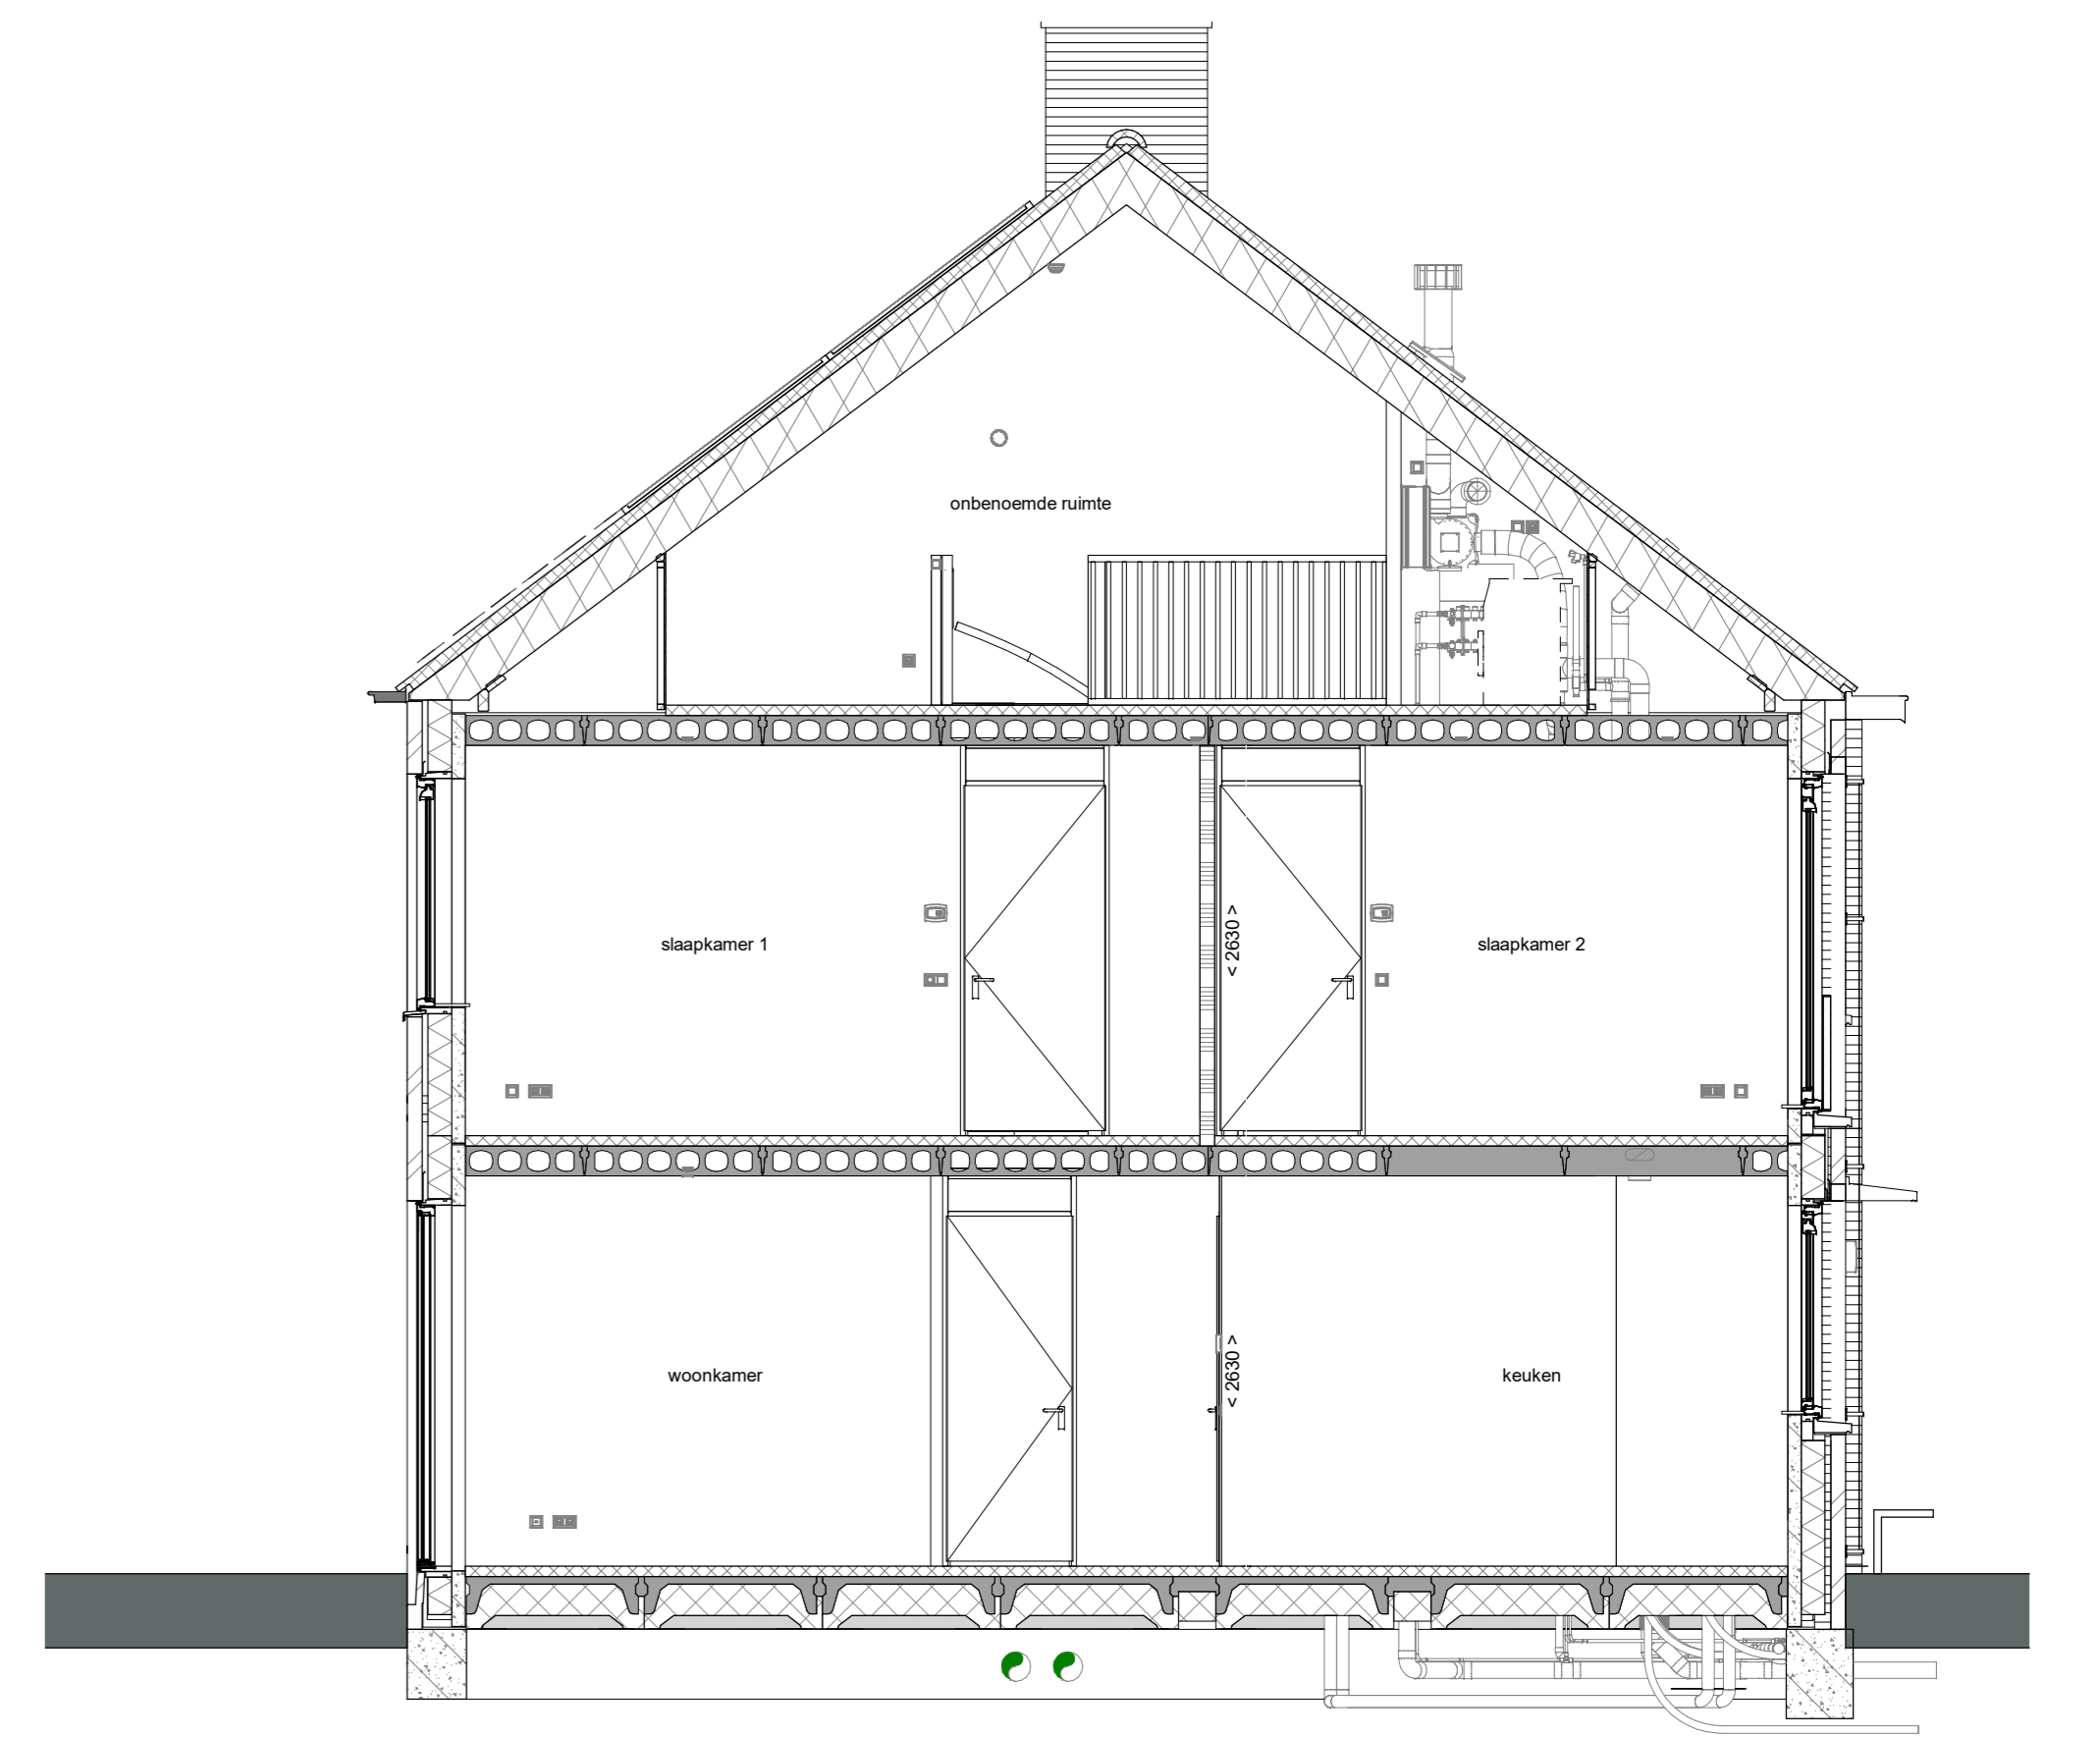 onbenoemde ruimte
slaapkamer 1
< 2630 >
slaapkamer 2
woonkamer
< 2630 >
keuken